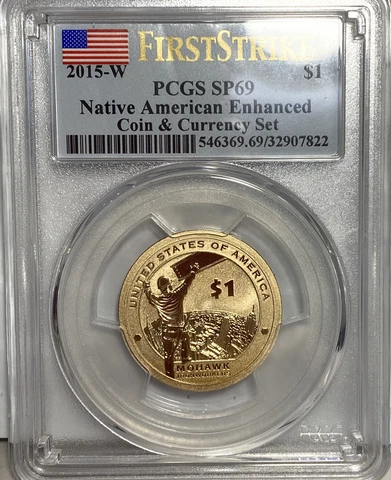 FIRSTSTRIKE
2015-W $1
PCGS SP69
Native American Enhanced
Coin & Currency Set
546369.69/32907822
UNITED STATES OF AMERICA
$1
MOHAWK
IRONWORKERS